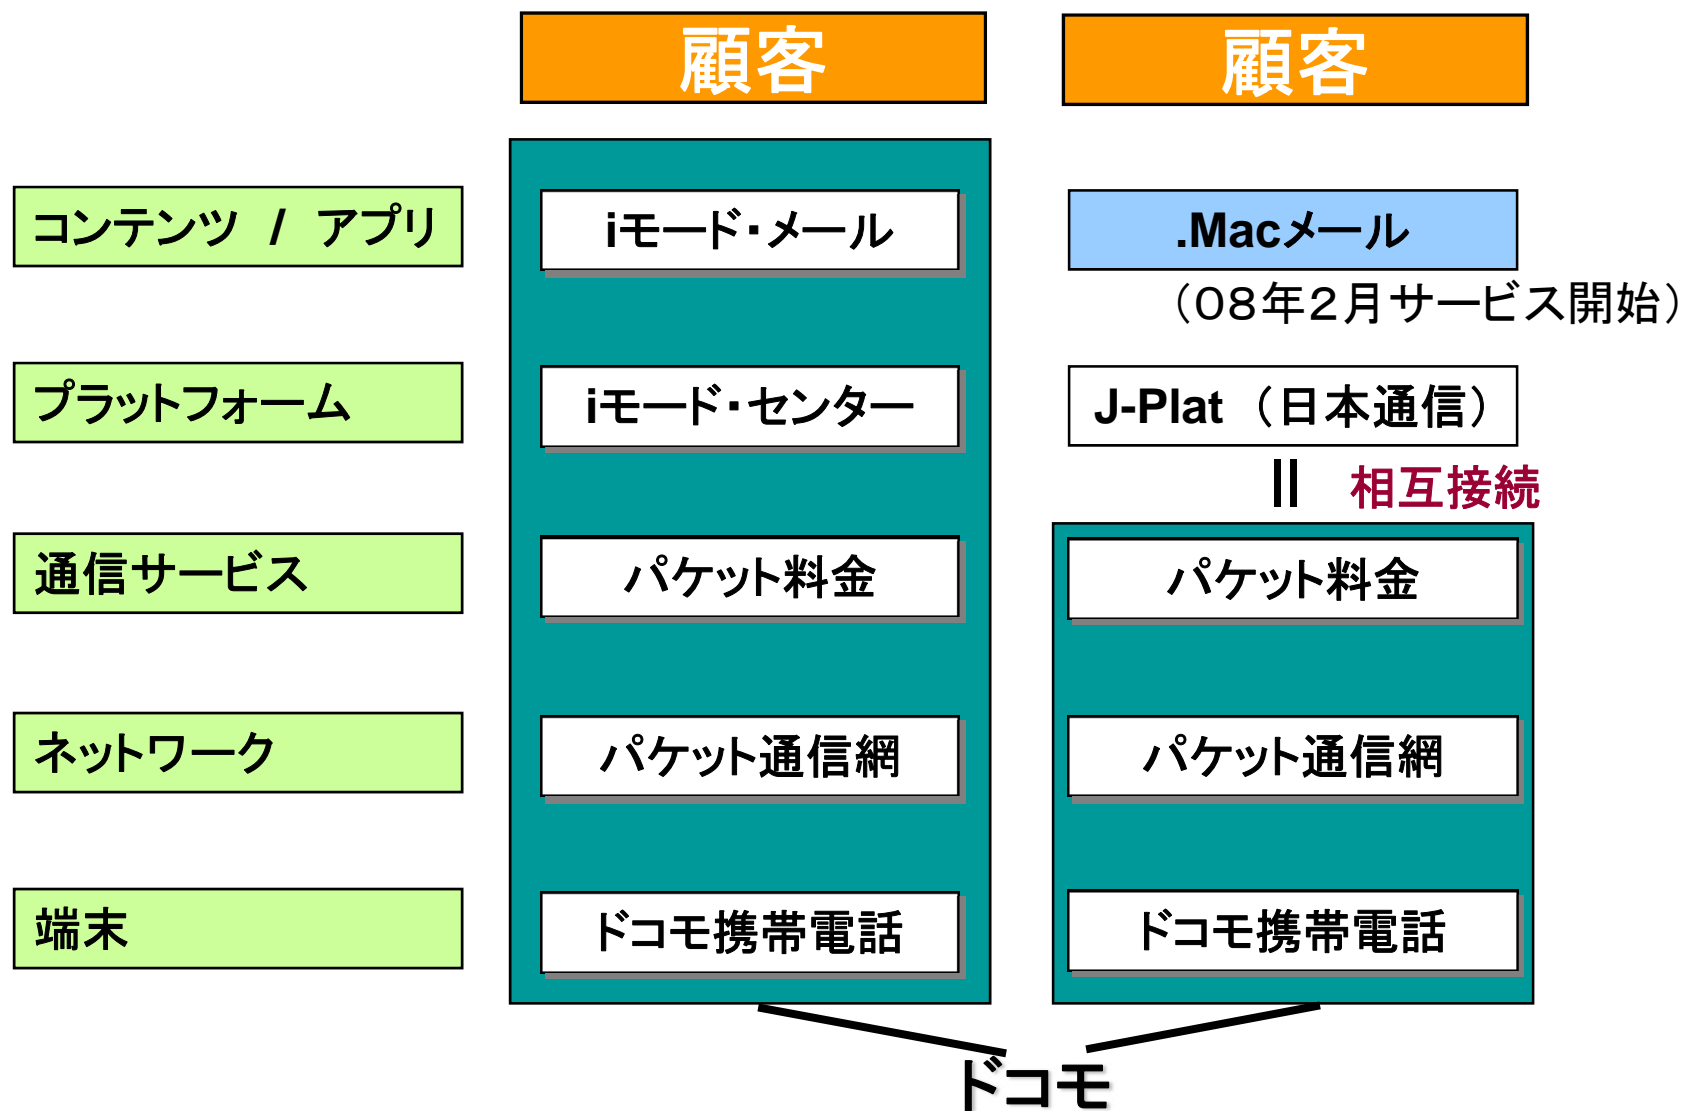 顧客 顧客
コンテンツ / アプリ iモード・メール .Macメール
（０８年２月サービス開始）
プラットフォーム iモード・センター J-Plat（日本通信）
相互接続
通信サービス パケット料金 パケット料金
ネットワーク パケット通信網 パケット通信網
端末 ドコモ携帯電話 ドコモ携帯電話
ドコモ